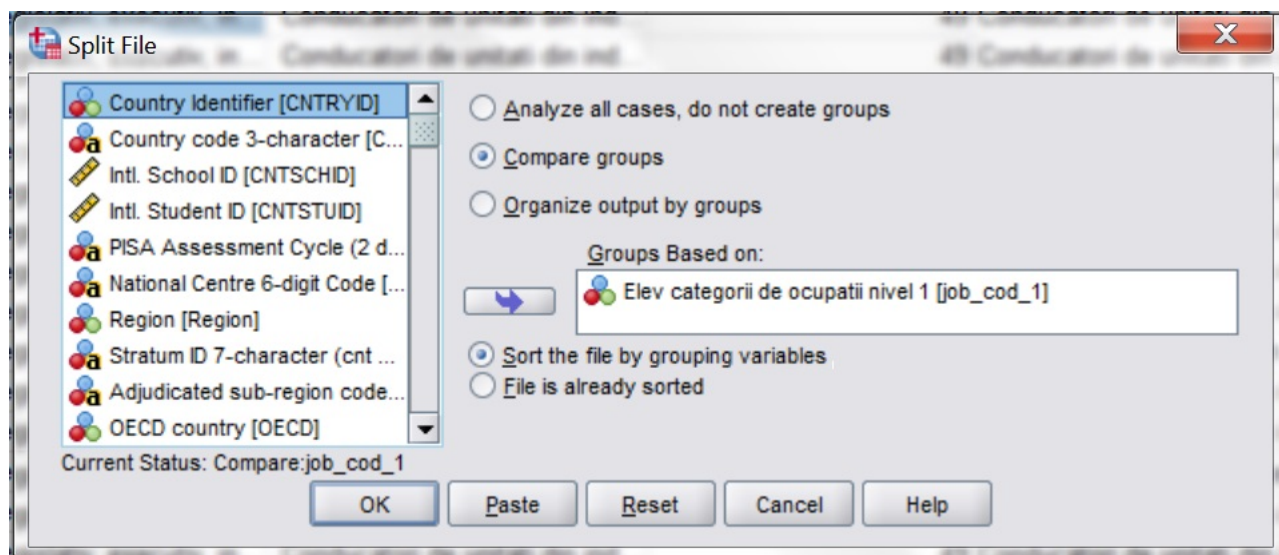 Split File
Country Identifier [CNTRYID]
Country code 3-character [C...
Intl. School ID [CNTSCHID]
Intl. Student ID [CNTSTUID]
PISA Assessment Cycle (2 d...
National Centre 6-digit Code [...
Region [Region]
Stratum ID 7-character (cnt ...
Adjudicated sub-region code...
OECD country [OECD]
Current Status: Compare:job_cod_1
Analyze all cases, do not create groups
Compare groups
Organize output by groups
Groups Based on:
Elev categorii de ocupatii nivel 1 [job_cod_1]
Sort the file by grouping variables
File is already sorted
OK Paste Reset Cancel Help